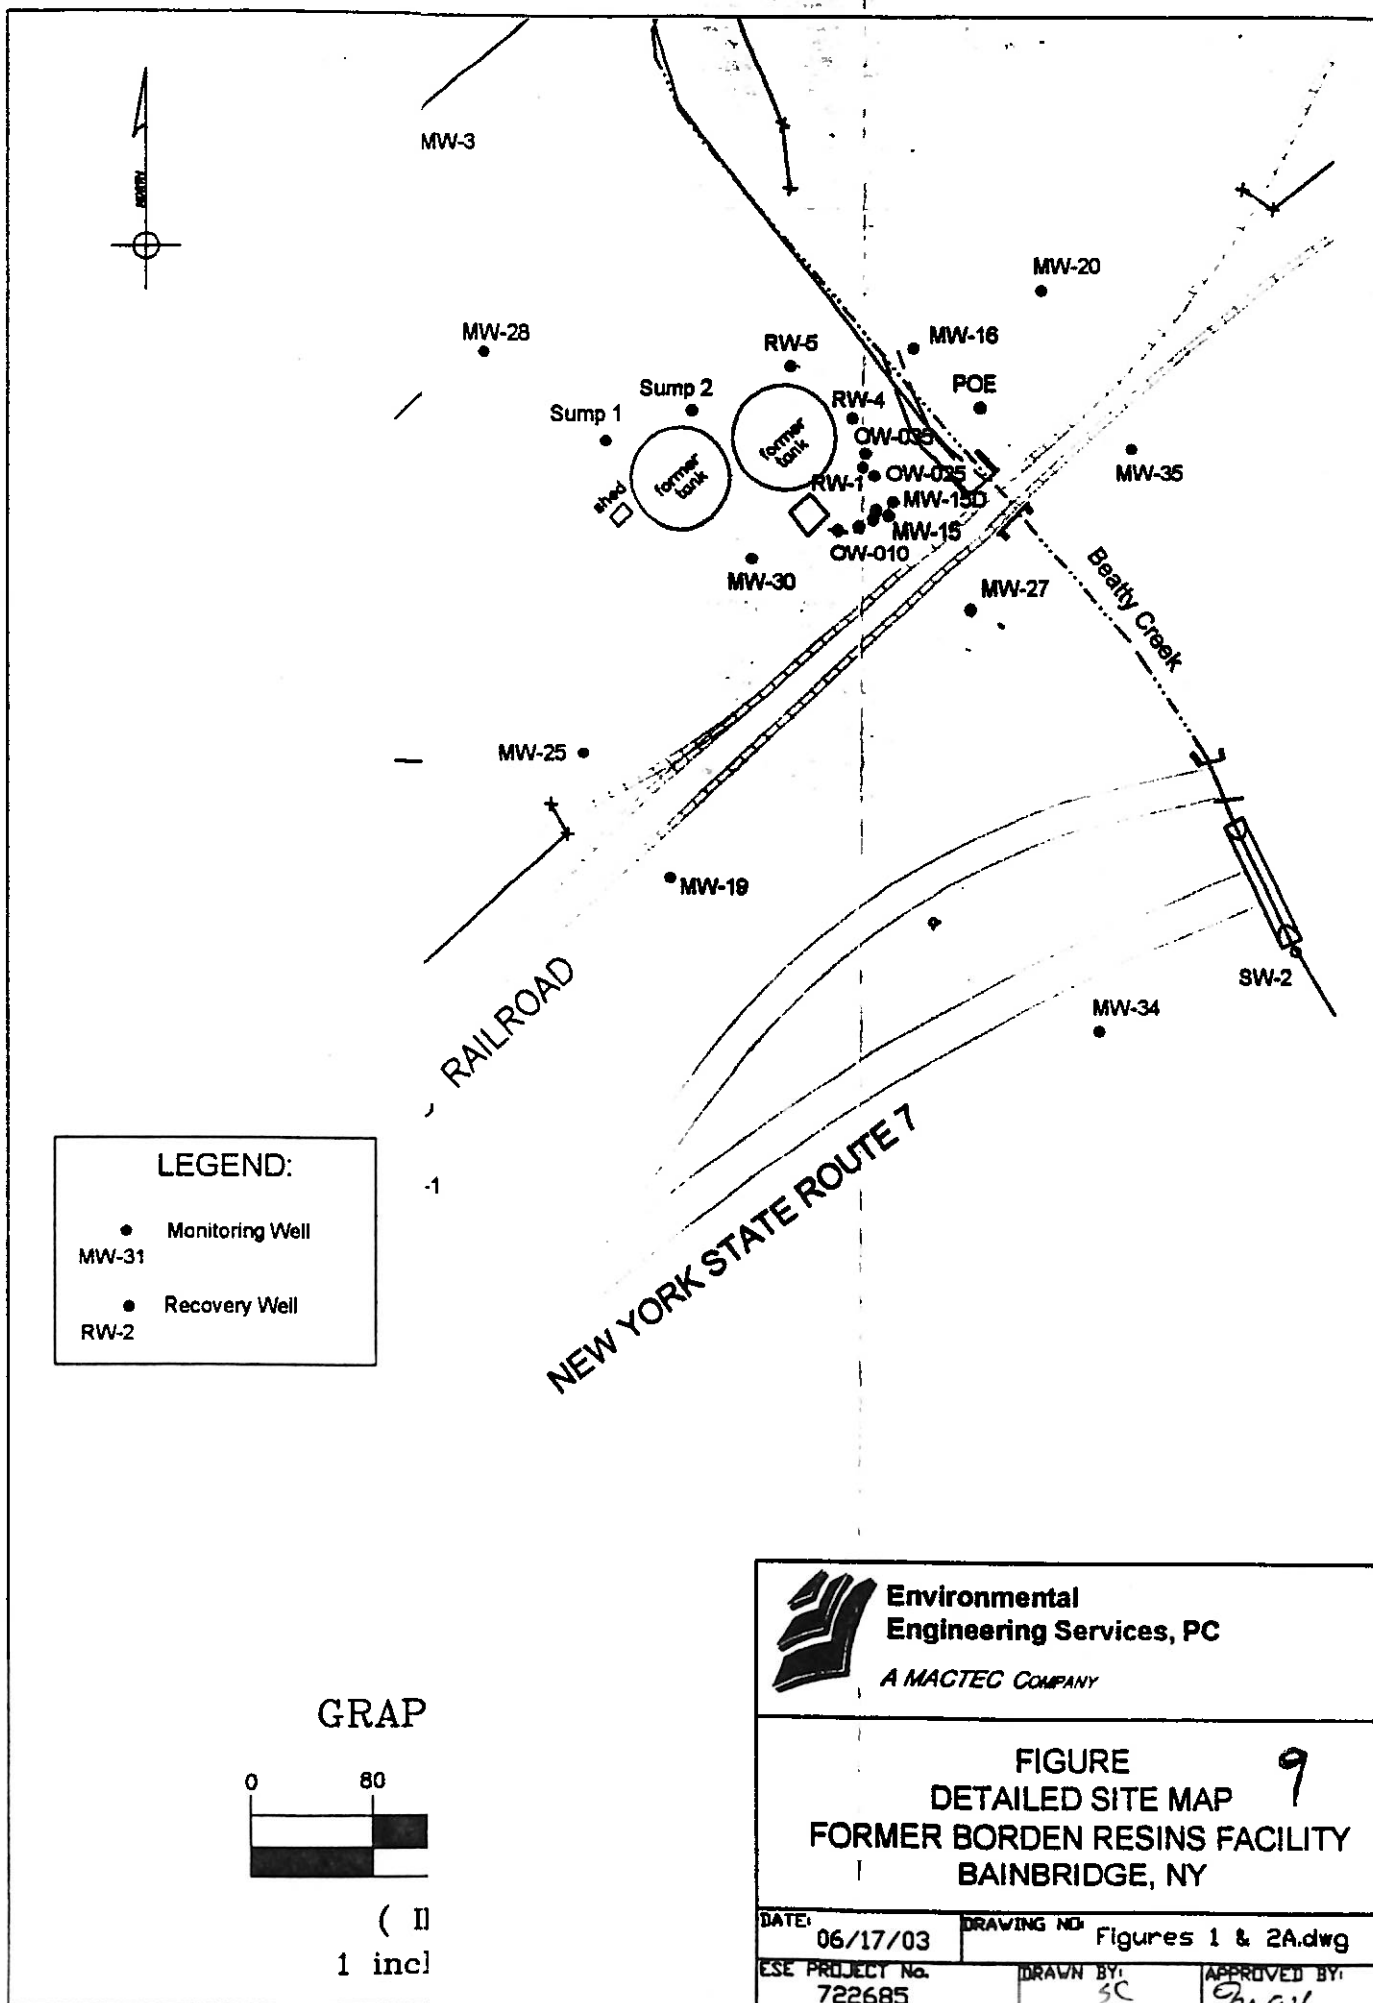 NORTH
MW-3
MW-20
MW-28
MW-16
RW-5
POE
Sump 2
RW-4
Sump 1
OW-035
former
tank
former
tank
MW-35
OW-025
RW-1
shed
MW-15D
MW-15
OW-010
MW-30
MW-27
Beatty Creek
MW-25
MW-19
SW-2
RAILROAD
MW-34
NEW YORK STATE ROUTE 7
-1
LEGEND:
Monitoring Well
MW-31
Recovery Well
RW-2
Environmental
Engineering Services, PC
A MACTEC COMPANY
GRAP
0 80
( I
1 incl
FIGURE 9
DETAILED SITE MAP
FORMER BORDEN RESINS FACILITY
BAINBRIDGE, NY
DATE: 06/17/03
DRAWING NO: Figures 1 & 2A.dwg
ESE PROJECT No. 722685
DRAWN BY: SC
APPROVED BY: